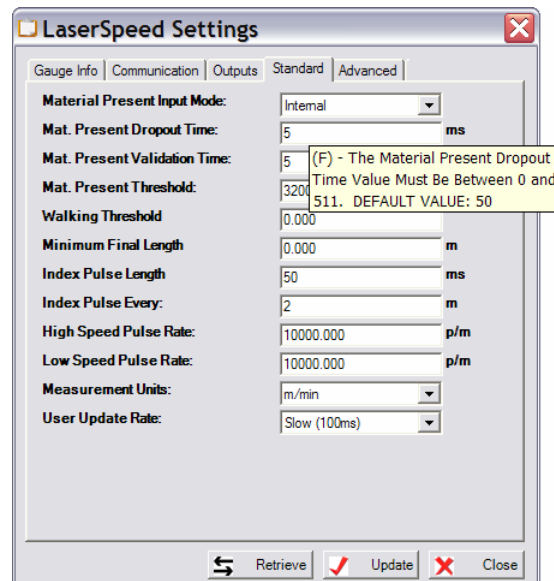 LaserSpeed Settings
Gauge Info Communication Outputs Standard Advanced
Material Present Input Mode: Internal
Mat. Present Dropout Time: 5 ms
Mat. Present Validation Time: 5
(F) - The Material Present Dropout
Time Value Must Be Between 0 and
511. DEFAULT VALUE: 50
Mat. Present Threshold: 3200
Walking Threshold 0.000
Minimum Final Length 0.000 m
Index Pulse Length 50 ms
Index Pulse Every: 2 m
High Speed Pulse Rate: 10000.000 p/m
Low Speed Pulse Rate: 10000.000 p/m
Measurement Units: m/min
User Update Rate: Slow (100ms)
Retrieve Update Close